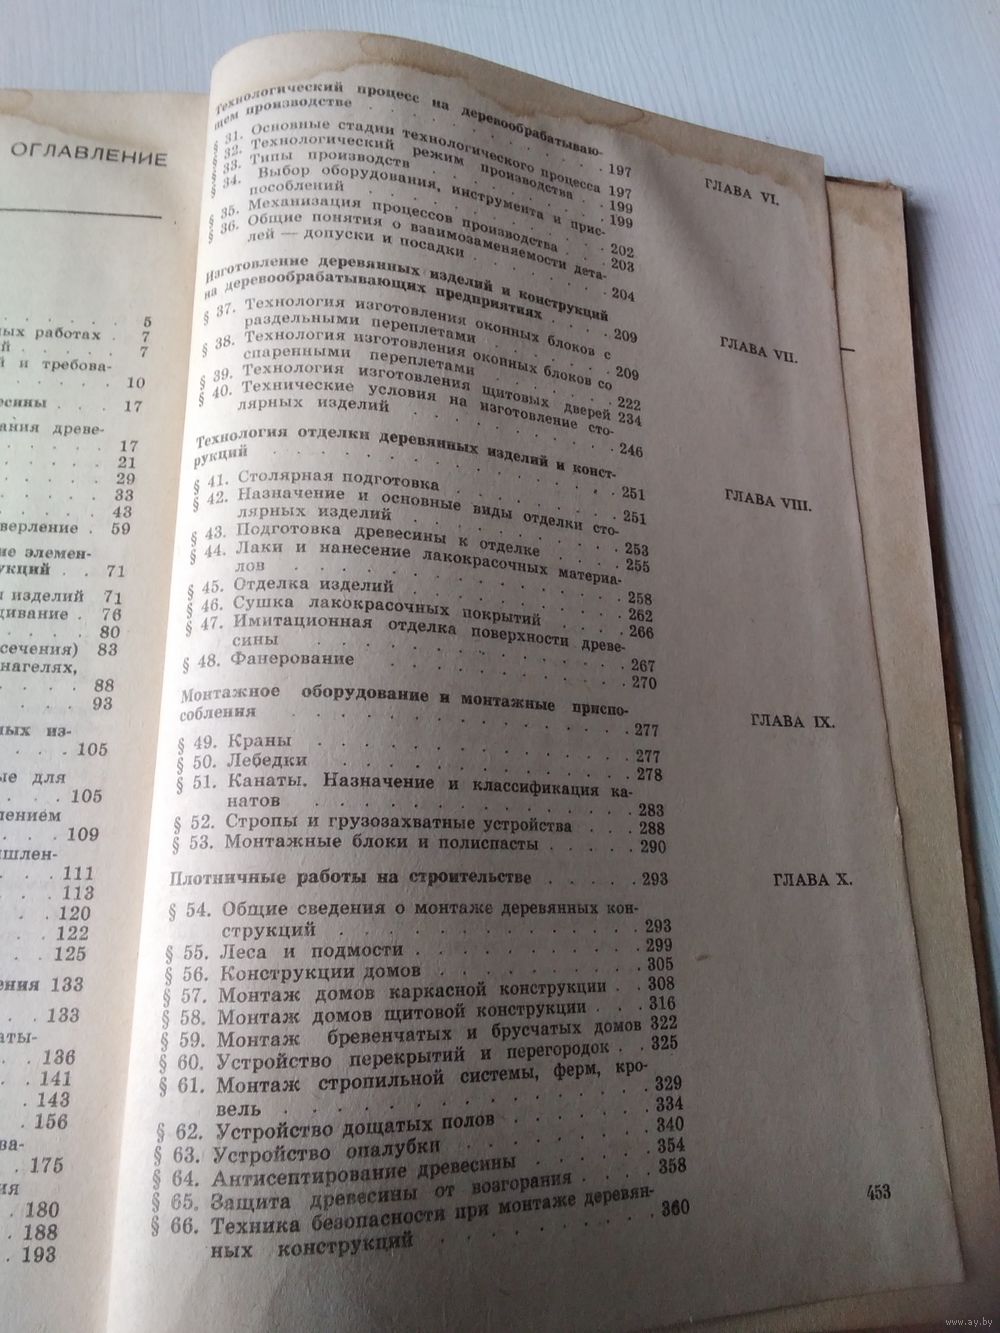 ОГЛАВЛЕНИЕ
5
ных работах . 7
й . . . . . 7
й и требова-
10
есины . . . 17
ания древе-
17
21
29
33
43
верление . 59
ие элемен-
укций . . 71
и изделий 71
щивание . 76
80
сечения) 83
нагелях,
88
93
ных из-
105
ые для
105
лением
109
шлен-
111
113
120
122
125
ения 133
133
аты-
136
141
143
156
ва-
175
ия
180
188
193
Технологический процесс на деревообрабатываю-
щем производстве . . . 197
ГЛАВА VI.
§ 31. Основные стадии технологического процесса 197
§ 32. Технологический режим производства . . 199
§ 33. Типы производств . . . 199
§ 34. Выбор оборудования, инструмента и прис-
пособлений . . . 202
§ 35. Механизация процессов производства . . . 203
§ 36. Общие понятия о взаимозаменяемости дета-
лей — допуски и посадки . . . 204
Изготовление деревянных изделий и конструкций
на деревообрабатывающих предприятиях . . . 209
ГЛАВА VII.
§ 37. Технология изготовления оконных блоков с
раздельными переплетами . . . 209
§ 38. Технология изготовления оконных блоков со
спаренными переплетами . . . 222
§ 39. Технология изготовления щитовых дверей 234
§ 40. Технические условия на изготовление сто-
лярных изделий . . . 246
Технология отделки деревянных изделий и конст-
рукций . . . 251
ГЛАВА VIII.
§ 41. Столярная подготовка . . . 251
§ 42. Назначение и основные виды отделки сто-
лярных изделий . . . 253
§ 43. Подготовка древесины к отделке . . . 255
§ 44. Лаки и нанесение лакокрасочных материа-
лов . . . 258
§ 45. Отделка изделий . . . 262
§ 46. Сушка лакокрасочных покрытий . . . 266
§ 47. Имитационная отделка поверхности древе-
сины . . . 267
§ 48. Фанерование . . . 270
Монтажное оборудование и монтажные приспо-
собления . . . 277
ГЛАВА IX.
§ 49. Краны . . . 277
§ 50. Лебедки . . . 278
§ 51. Канаты. Назначение и классификация ка-
натов . . . 283
§ 52. Стропы и грузозахватные устройства . . . 288
§ 53. Монтажные блоки и полиспасты . . . . . 290
Плотничные работы на строительстве . . . . . 293
ГЛАВА X.
§ 54. Общие сведения о монтаже деревянных кон-
струкций . . . 293
§ 55. Леса и подмости . . . 299
§ 56. Конструкции домов . . . 305
§ 57. Монтаж домов каркасной конструкции . . 308
§ 58. Монтаж домов щитовой конструкции . . . 316
§ 59. Монтаж бревенчатых и брусчатых домов 322
§ 60. Устройство перекрытий и перегородок . . 325
§ 61. Монтаж стропильной системы, ферм, кро-
вель . . . 329
§ 62. Устройство дощатых полов . . . 334
§ 63. Устройство опалубки . . . 340
§ 64. Антисептирование древесины . . . 354
§ 65. Защита древесины от возгорания . . . 358
§ 66. Техника безопасности при монтаже деревян-
ных конструкций . . . 360
453
www.ay.by